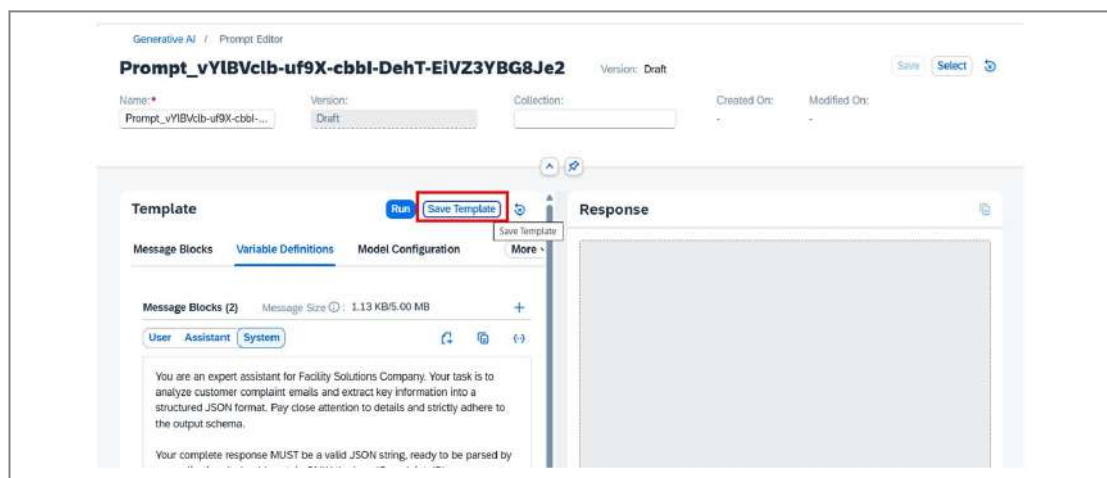 Generative AI / Prompt Editor
Prompt_vYlBVclb-uf9X-cbbI-DehT-EiVZ3YBG8Je2 Version: Draft Save Select
Name:* Version: Collection: Created On: Modified On:
Prompt_vYlBVclb-uf9X-cbbI-... Draft - -
Template Run Save Template Response
Save Template
Message Blocks Variable Definitions Model Configuration More
Message Blocks (2) Message Size : 1.13 KB/5.00 MB
User Assistant System
You are an expert assistant for Facility Solutions Company. Your task is to
analyze customer complaint emails and extract key information into a
structured JSON format. Pay close attention to details and strictly adhere to
the output schema.
Your complete response MUST be a valid JSON string, ready to be parsed by